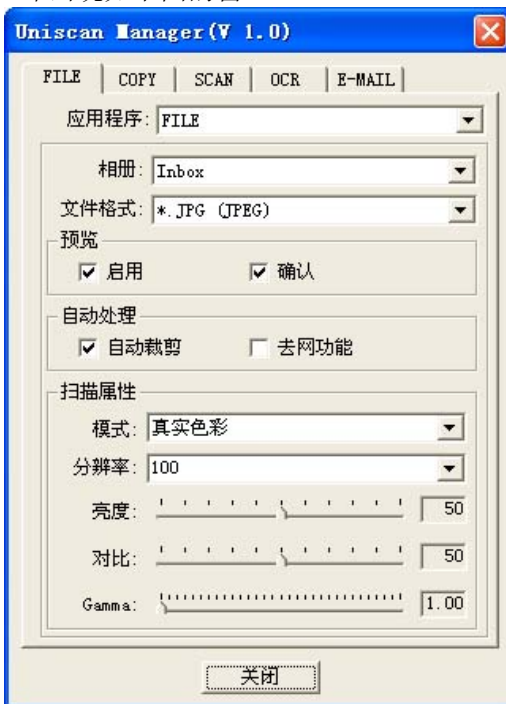 Uniscan Manager(V 1.0)
FILE COPY SCAN OCR E-MAIL
应用程序: FILE
相册: Inbox
文件格式: *.JPG (JPEG)
预览
启用 确认
自动处理
自动裁剪 去网功能
扫描属性
模式: 真实色彩
分辨率: 100
亮度: 50
对比: 50
Gamma: 1.00
关闭